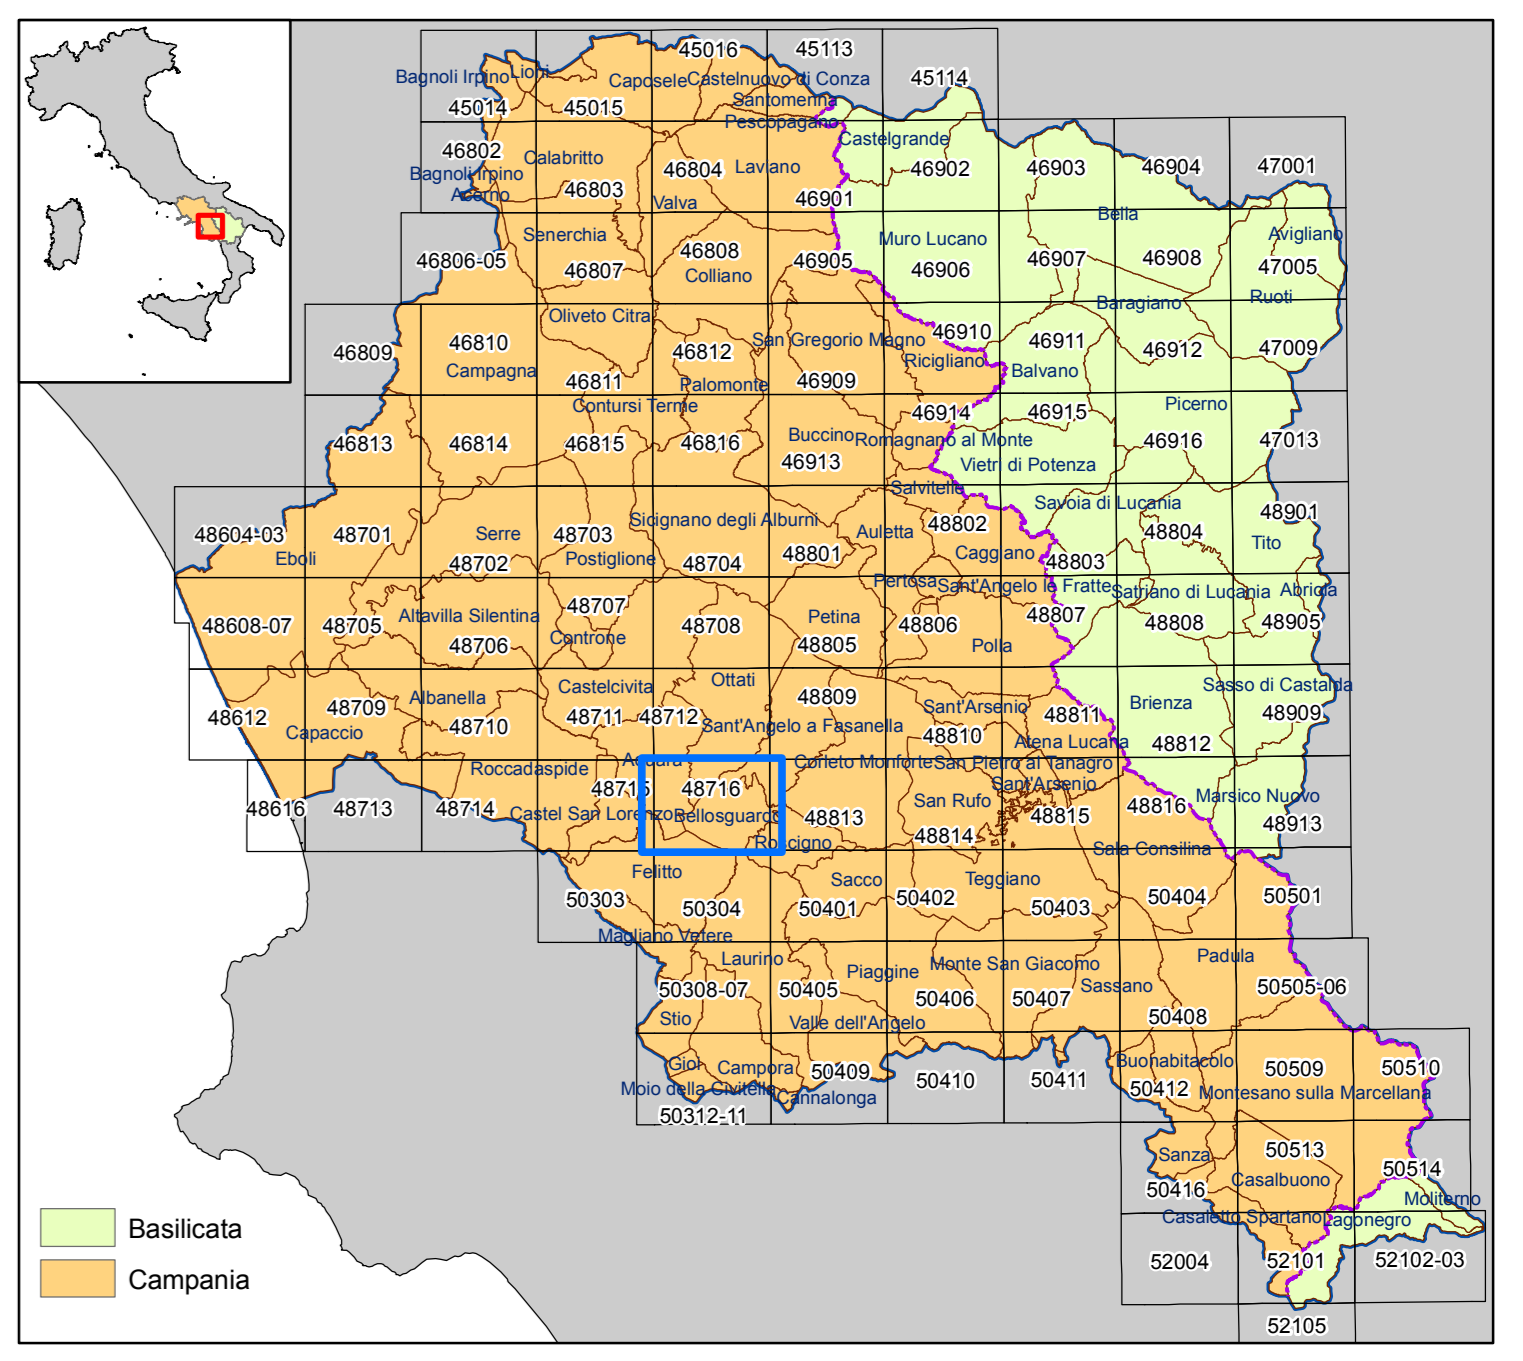 45016
45113
Bagnoli Irpino
Lioni
Caposele
Castelnuovo di Conza
45114
45014
45015
Santomenna
Pescopagano
46802
Calabritto
46804
Laviano
Castelgrande
46902
46903
46904
47001
Bagnoli Irpino
Acerno
46803
Valva
46901
Bella
Senerchia
46808
Muro Lucano
Avigliano
46806-05
46807
Colliano
46905
46906
46907
46908
47005
Oliveto Citra
Baragiano
Ruoti
46809
46810
46812
San Gregorio Magno
46910
46911
46912
47009
Campagna
46811
Palomonte
46909
Ricigliano
Balvano
Contursi Terme
46914
46915
Picerno
46813
46814
46815
46816
Buccino
Romagnano al Monte
46916
47013
46913
Vietri di Potenza
Salvitelle
Savoia di Lucania
48604-03
48701
Serre
48703
Sicignano degli Alburni
Auletta
48802
48804
48901
Eboli
48702
Postiglione
48704
48801
Caggiano
48803
Tito
Pertosa
Sant'Angelo le Fratte
Satriano di Lucania
Abriola
48608-07
48705
Altavilla Silentina
48707
48708
Petina
48806
48807
48808
48905
48706
Controne
48805
Polla
Castelcivita
Ottati
48809
Sant'Arsenio
Brienza
Sasso di Castalda
48612
48709
Albanella
48711
48712
Sant'Angelo a Fasanella
48811
48909
Capaccio
48710
48810
Atena Lucana
48812
Roccadaspide
Aquara
Corleto Monforte
San Pietro al Tanagro
48715
48716
San Rufo
Sant'Arsenio
Marsico Nuovo
48616
48713
48714
Castel San Lorenzo
Bellosguardo
48813
48814
48815
48816
48913
Roscigno
Sala Consilina
Felitto
Sacco
Teggiano
50303
50304
50401
50402
50403
50404
50501
Magliano Vetere
Laurino
Piaggine
Monte San Giacomo
Padula
50308-07
50405
50406
50407
Sassano
50505-06
Stio
Valle dell'Angelo
50408
Gioi
Campora
50409
50410
50411
Buonabitacolo
50509
50510
Moio della Civitella
Cannalonga
50412
Montesano sulla Marcellana
50312-11
Sanza
50513
50514
50416
Casalbuono
Moliterno
Casaletto Spartano
Lagonegro
Basilicata
52004
52101
52102-03
Campania
52105